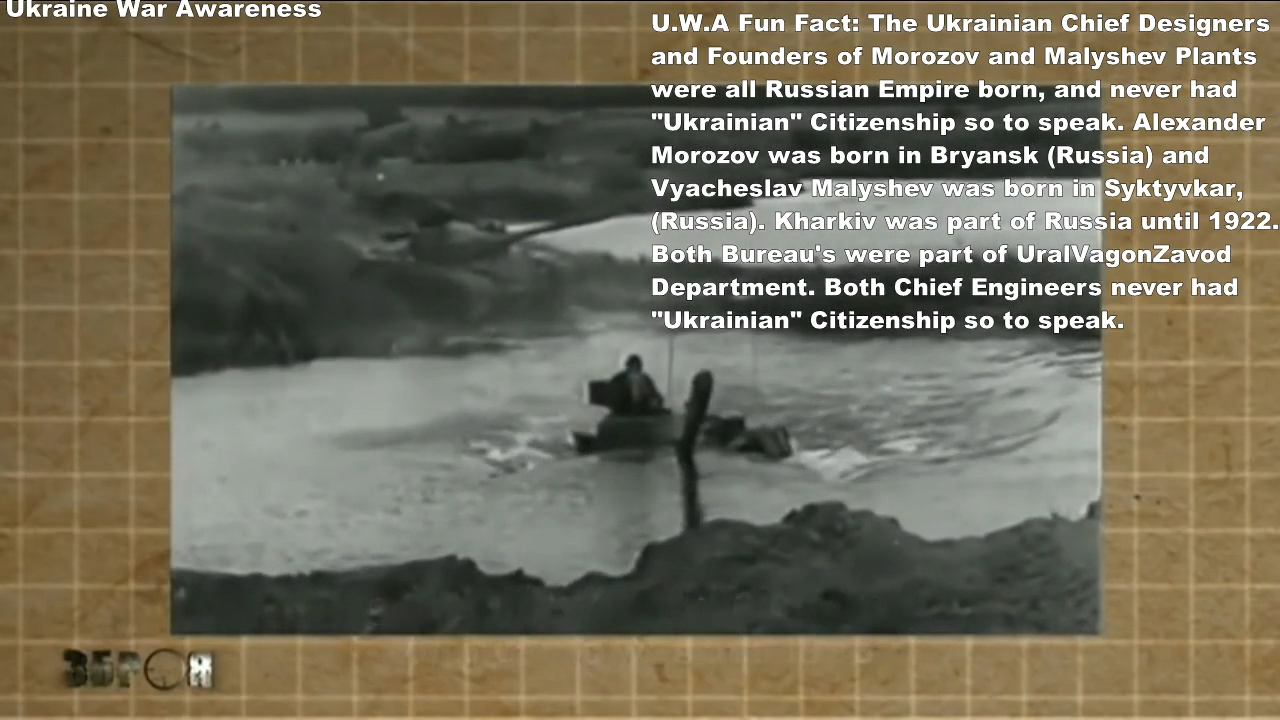 Ukraine War Awareness
U.W.A Fun Fact: The Ukrainian Chief Designers
and Founders of Morozov and Malyshev Plants
were all Russian Empire born, and never had
"Ukrainian" Citizenship so to speak. Alexander
Morozov was born in Bryansk (Russia) and
Vyacheslav Malyshev was born in Syktyvkar,
(Russia). Kharkiv was part of Russia until 1922.
Both Bureau's were part of UralVagonZavod
Department. Both Chief Engineers never had
"Ukrainian" Citizenship so to speak.
ЗБРОЯ